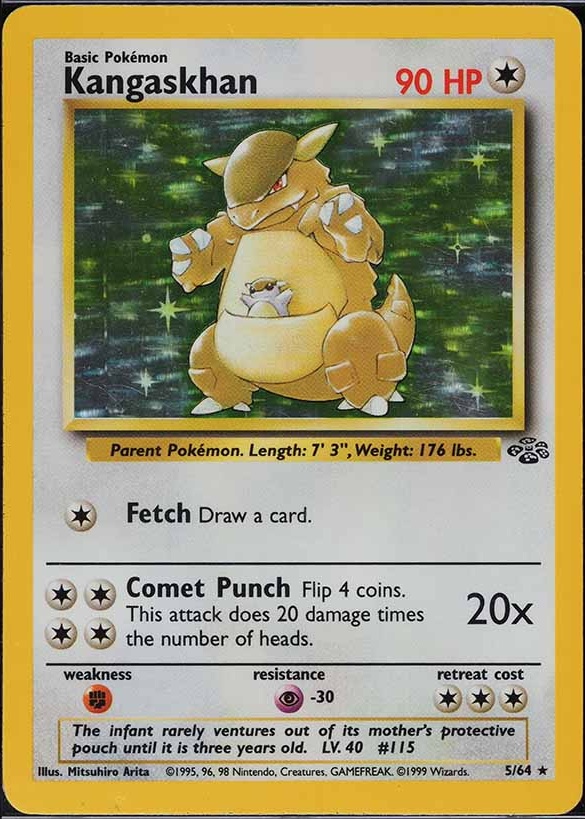 Basic Pokémon
Kangaskhan 90 HP
Parent Pokémon. Length: 7' 3", Weight: 176 lbs.
Fetch Draw a card.
Comet Punch Flip 4 coins.
This attack does 20 damage times
the number of heads.
20x
weakness resistance retreat cost
-30
The infant rarely ventures out of its mother's protective
pouch until it is three years old. LV. 40 #115
Illus. Mitsuhiro Arita ©1995, 96, 98 Nintendo, Creatures, GAMEFREAK. ©1999 Wizards. 5/64 ★